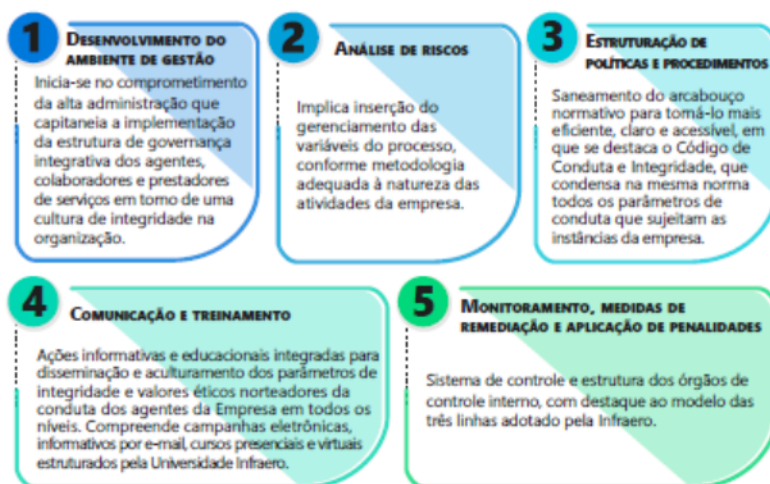 1
DESENVOLVIMENTO DO
AMBIENTE DE GESTÃO
Inicia-se no comprometimento
da alta administração que
capitaneia a implementação
da estrutura de governança
integrativa dos agentes,
colaboradores e prestadores
de serviços em torno de uma
cultura de integridade na
organização.
2
ANÁLISE DE RISCOS
Implica inserção do
gerenciamento das
variáveis do processo,
conforme metodologia
adequada à natureza das
atividades da empresa.
3
ESTRUTURAÇÃO DE
POLÍTICAS E PROCEDIMENTOS
Saneamento do arcabouço
normativo para torná-lo mais
eficiente, claro e acessível, em
que se destaca o Código de
Conduta e Integridade, que
condensa na mesma norma
todos os parâmetros de
conduta que sujeitam as
instâncias da empresa.
4
COMUNICAÇÃO E TREINAMENTO
Ações informativas e educacionais integradas para
disseminação e aculturamento dos parâmetros de
integridade e valores éticos norteadores da
conduta dos agentes da Empresa em todos os
níveis. Compreende campanhas eletrônicas,
informativos por e-mail, cursos presenciais e virtuais
estruturados pela Universidade Infraero.
5
MONITORAMENTO, MEDIDAS DE
REMEDIAÇÃO E APLICAÇÃO DE PENALIDADES
Sistema de controle e estrutura dos órgãos de
controle interno, com destaque ao modelo das
três linhas adotado pela Infraero.